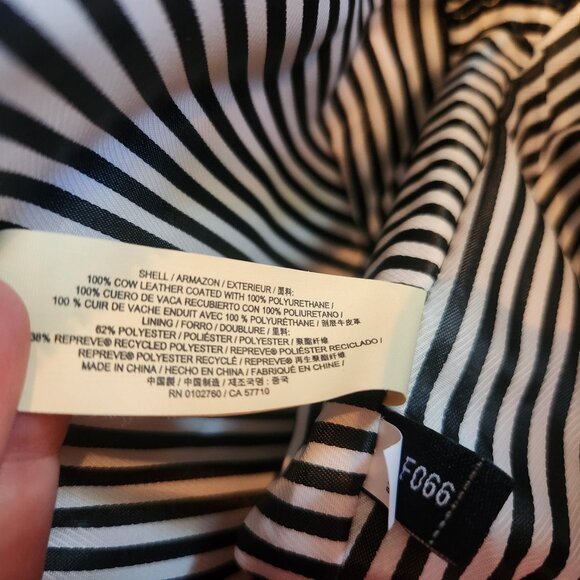 SHELL / ARMAZON / EXTERIEUR / 面料:
100% COW LEATHER COATED WITH 100% POLYURETHANE /
100% CUERO DE VACA RECUBIERTO CON 100% POLIURETANO /
100 % CUIR DE VACHE ENDUIT AVEC 100 % POLYURÉTHANE / 剖层牛皮革
LINING / FORRO / DOUBLURE / 里料:
62% POLYESTER / POLIÉSTER / POLYESTER / 聚酯纤维
38% REPREVE® RECYCLED POLYESTER / REPREVE® POLIÉSTER RECICLADO /
REPREVE® POLYESTER RECYCLÉ / REPREVE® 再生聚酯纤维
MADE IN CHINA / HECHO EN CHINA / FABRIQUÉ EN CHINE /
中国製 / 中国制造 / 제조국명 : 중국
RN 0102760 / CA 57710
F066